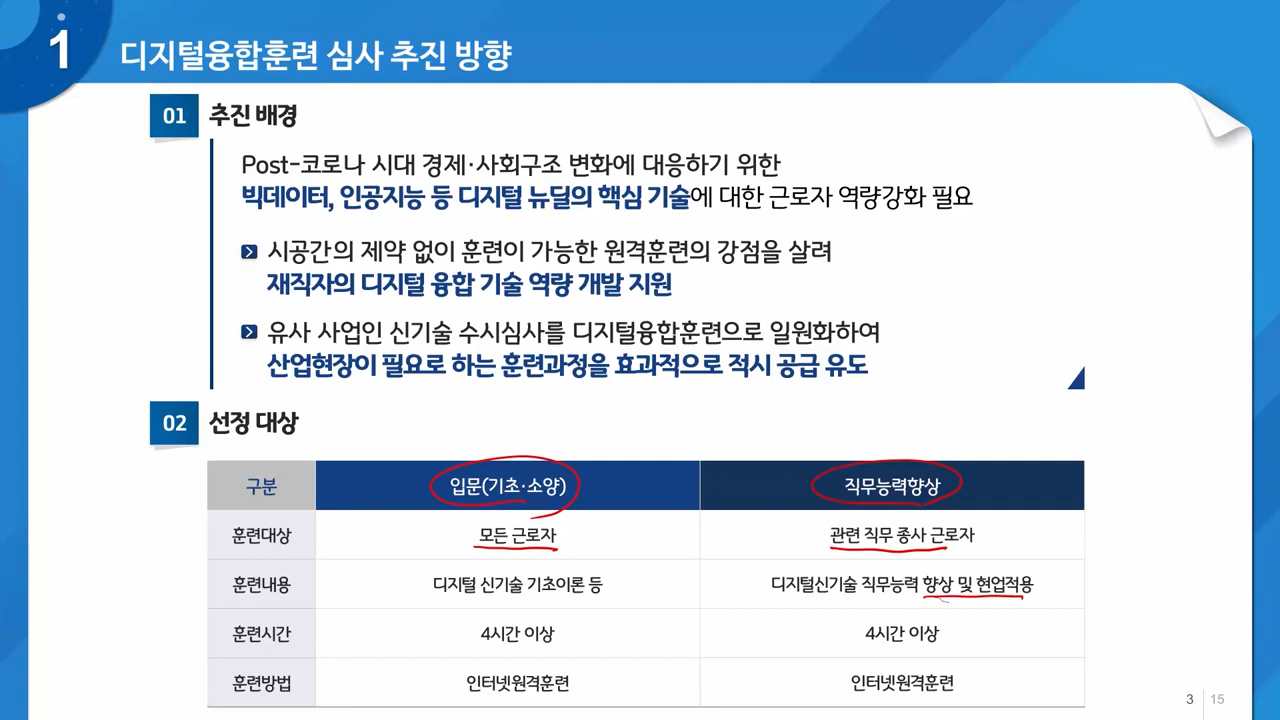 1
디지털융합훈련 심사 추진 방향
01 추진 배경
Post-코로나 시대 경제·사회구조 변화에 대응하기 위한
빅데이터, 인공지능 등 디지털 뉴딜의 핵심 기술에 대한 근로자 역량강화 필요
시공간의 제약 없이 훈련이 가능한 원격훈련의 강점을 살려
재직자의 디지털 융합 기술 역량 개발 지원
유사 사업인 신기술 수시심사를 디지털융합훈련으로 일원화하여
산업현장이 필요로 하는 훈련과정을 효과적으로 적시 공급 유도
02 선정 대상
구분 입문(기초·소양) 직무능력향상
훈련대상 모든 근로자 관련 직무 종사 근로자
훈련내용 디지털 신기술 기초이론 등 디지털신기술 직무능력 향상 및 현업적용
훈련시간 4시간 이상 4시간 이상
훈련방법 인터넷원격훈련 인터넷원격훈련
3 15